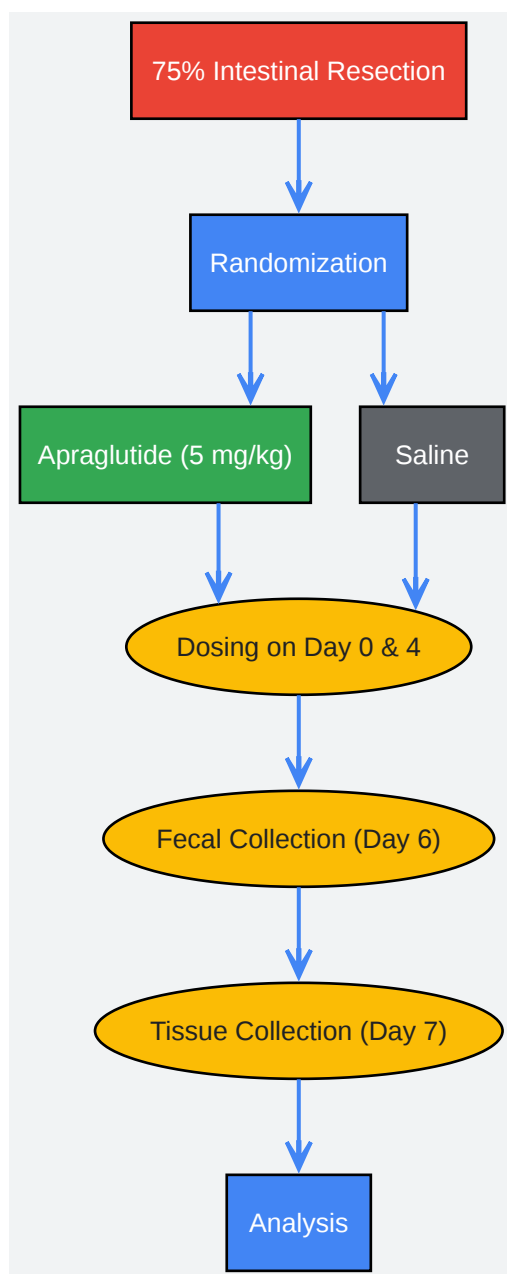 75% Intestinal Resection
Randomization
Apraglutide (5 mg/kg)
Saline
Dosing on Day 0 & 4
Fecal Collection (Day 6)
Tissue Collection (Day 7)
Analysis